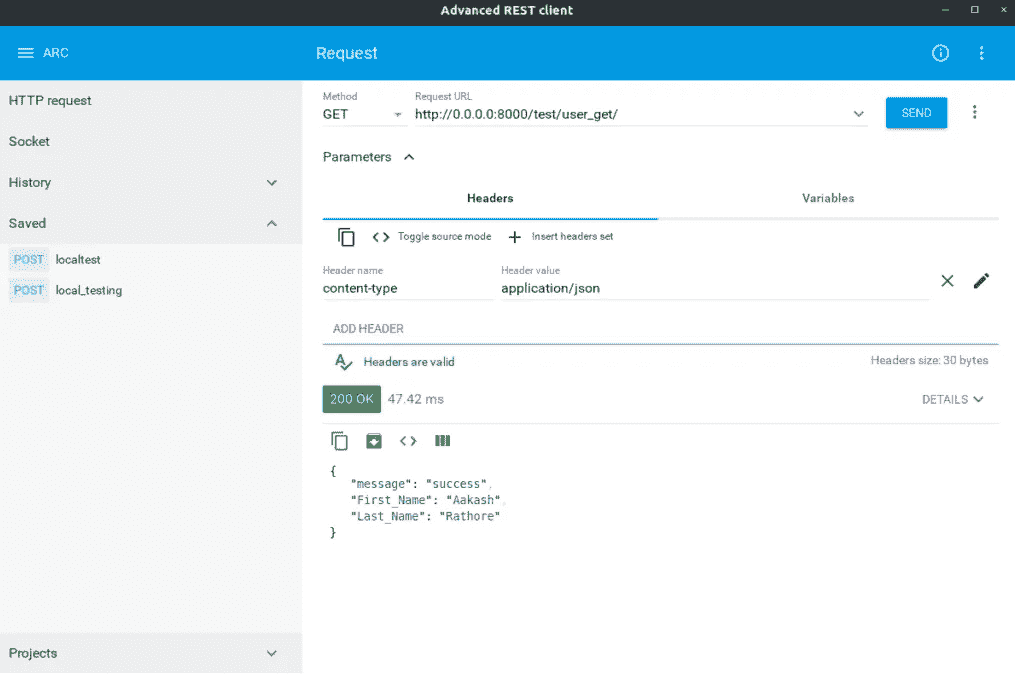 Advanced REST client
ARC
Request
HTTP request
Socket
History
Saved
POST localtest
POST local_testing
Projects
Method
GET
Request URL
http://0.0.0.0:8000/test/user_get/
SEND
Parameters
Headers
Variables
Toggle source mode
Insert headers set
Header name
content-type
Header value
application/json
ADD HEADER
Headers are valid
Headers size: 30 bytes
200 OK 47.42 ms
DETAILS
{
"message": "success",
"First_Name": "Aakash",
"Last_Name": "Rathore"
}